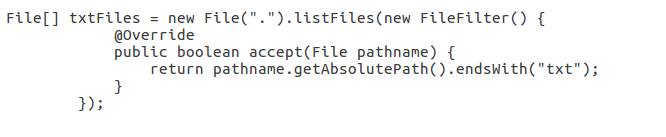 File[] txtFiles = new File(".").listFiles(new FileFilter() {
            @Override
            public boolean accept(File pathname) {
                return pathname.getAbsolutePath().endsWith("txt");
            }
        });